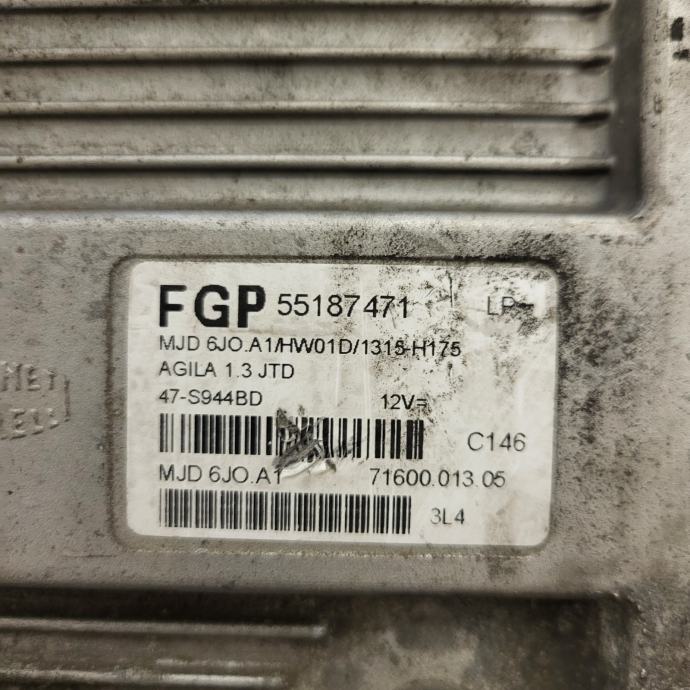 FGP 55187471 LP
MJD 6JO.A1/HW01D/1315-H175
AGILA 1.3 JTD
47-S944BD 12V=
C146
MJD 6JO.A1 71600.013.05
3L4